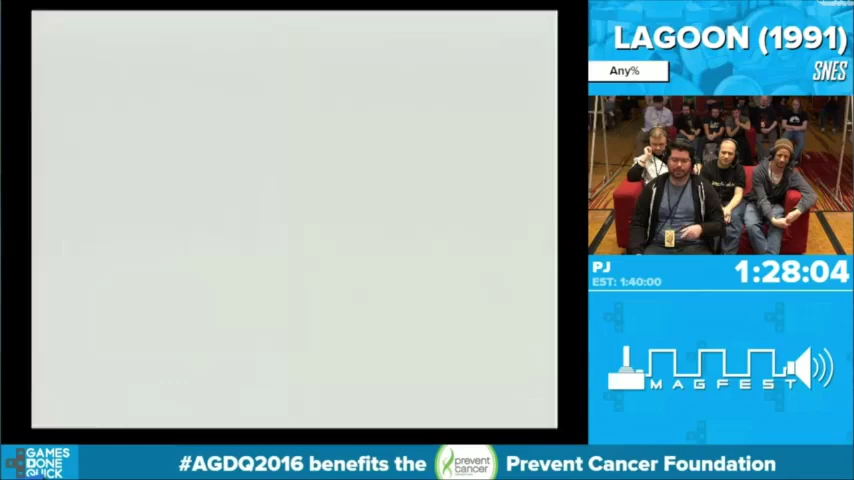 LAGOON (1991)
Any%
SNES
PJ
1:28:04
EST: 1:40:00
MAGFEST
GAMES
DONE
QUICK
#AGDQ2016 benefits the
prevent
cancer
Prevent Cancer Foundation